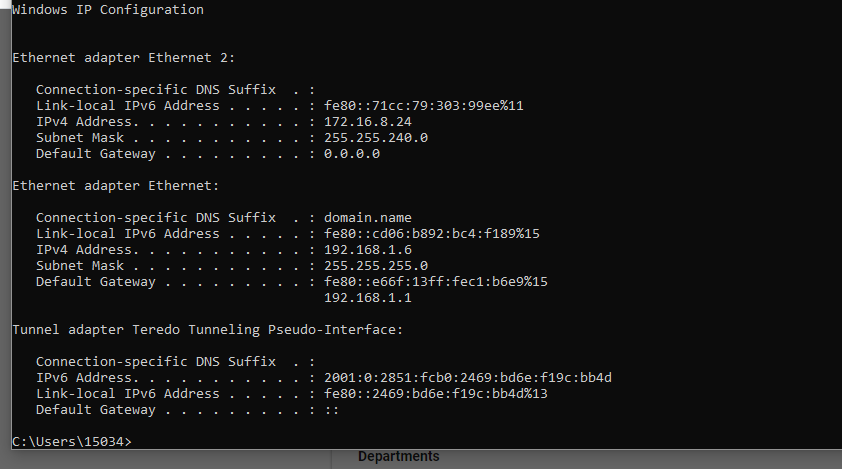 Windows IP Configuration
Ethernet adapter Ethernet 2:
   Connection-specific DNS Suffix  . :
   Link-local IPv6 Address . . . . . : fe80::71cc:79:303:99ee%11
   IPv4 Address. . . . . . . . . . . : 172.16.8.24
   Subnet Mask . . . . . . . . . . . : 255.255.240.0
   Default Gateway . . . . . . . . . : 0.0.0.0
Ethernet adapter Ethernet:
   Connection-specific DNS Suffix  . : domain.name
   Link-local IPv6 Address . . . . . : fe80::cd06:b892:bc4:f189%15
   IPv4 Address. . . . . . . . . . . : 192.168.1.6
   Subnet Mask . . . . . . . . . . . : 255.255.255.0
   Default Gateway . . . . . . . . . : fe80::e66f:13ff:fec1:b6e9%15
                                       192.168.1.1
Tunnel adapter Teredo Tunneling Pseudo-Interface:
   Connection-specific DNS Suffix  . :
   IPv6 Address. . . . . . . . . . . : 2001:0:2851:fcb0:2469:bd6e:f19c:bb4d
   Link-local IPv6 Address . . . . . : fe80::2469:bd6e:f19c:bb4d%13
   Default Gateway . . . . . . . . . : ::
C:\Users\15034>
Departments